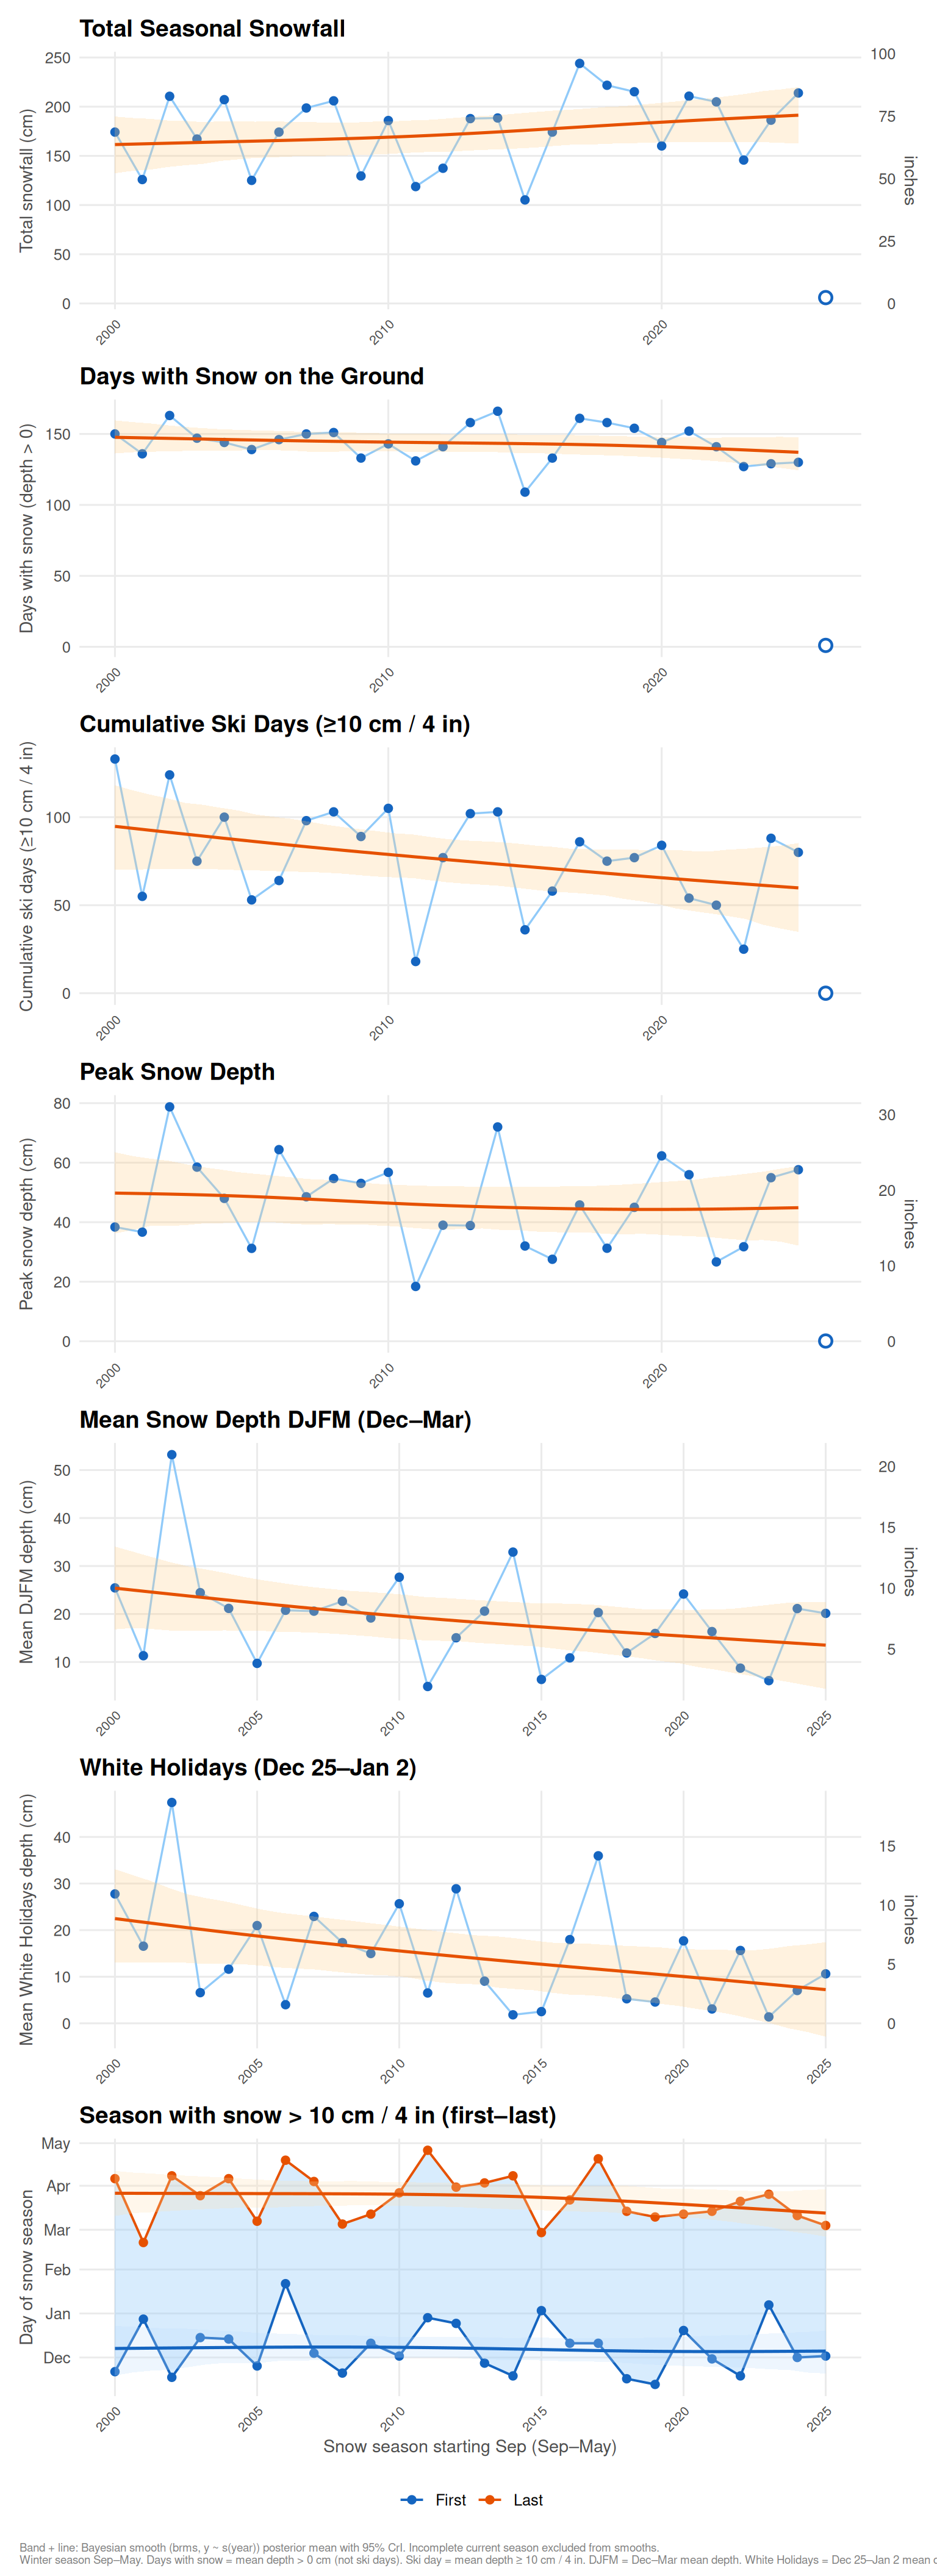 Total Seasonal Snowfall
Total snowfall (cm)
250
200
150
100
50
0
100
75
50
25
0
inches
2000
2010
2020
Days with Snow on the Ground
Days with snow (depth > 0)
150
100
50
0
2000
2010
2020
Cumulative Ski Days (≥10 cm / 4 in)
Cumulative ski days (≥10 cm / 4 in)
100
50
0
2000
2010
2020
Peak Snow Depth
Peak snow depth (cm)
80
60
40
20
0
30
20
10
0
inches
2000
2010
2020
Mean Snow Depth DJFM (Dec–Mar)
Mean DJFM depth (cm)
50
40
30
20
10
20
15
10
5
inches
2000
2005
2010
2015
2020
2025
White Holidays (Dec 25–Jan 2)
Mean White Holidays depth (cm)
40
30
20
10
0
15
10
5
0
inches
2000
2005
2010
2015
2020
2025
Season with snow > 10 cm / 4 in (first–last)
Day of snow season
May
Apr
Mar
Feb
Jan
Dec
2000
2005
2010
2015
2020
2025
Snow season starting Sep (Sep–May)
First Last
Band + line: Bayesian smooth (brms, y ~ s(year)) posterior mean with 95% CrI. Incomplete current season excluded from smooths.
Winter season Sep–May. Days with snow = mean depth > 0 cm (not ski days). Ski day = mean depth ≥ 10 cm / 4 in. DJFM = Dec–Mar mean depth. White Holidays = Dec 25–Jan 2 mean